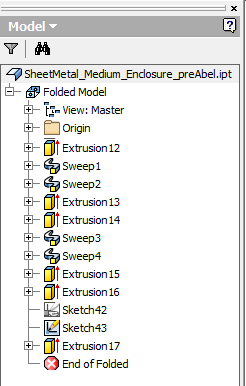 Model
SheetMetal_Medium_Enclosure_preAbel.ipt
Folded Model
View: Master
Origin
Extrusion12
Sweep1
Sweep2
Extrusion13
Extrusion14
Sweep3
Sweep4
Extrusion15
Extrusion16
Sketch42
Sketch43
Extrusion17
End of Folded